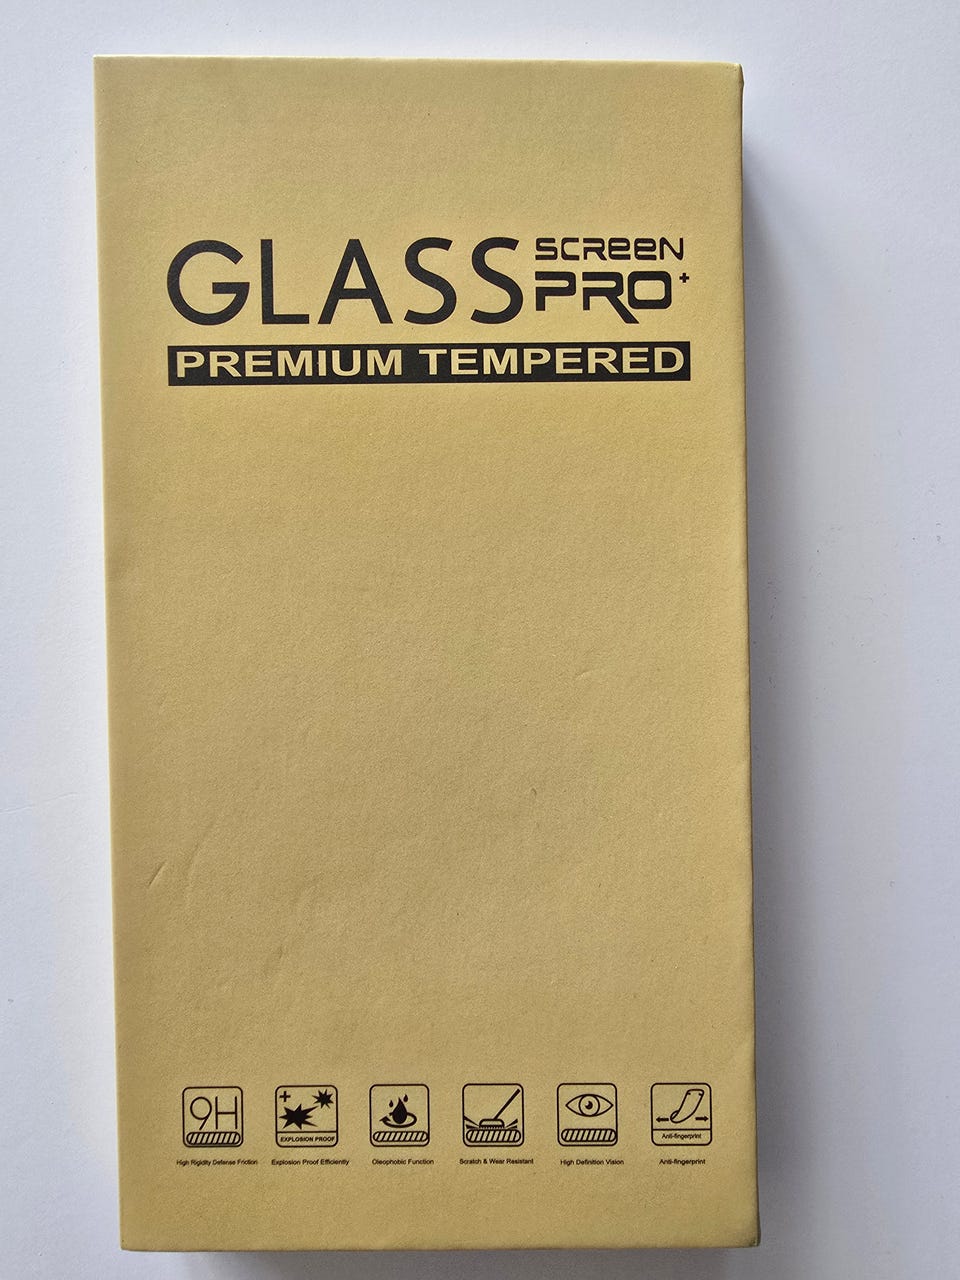 GLASS SCREEN PRO+
PREMIUM TEMPERED
9H
EXPLOSION PROOF
Anti-fingerprint
High Rigidity Defense Friction
Explosion Proof Efficiently
Oleophobic Function
Scratch & Wear Resistant
High Definition Vision
Anti-fingerprint